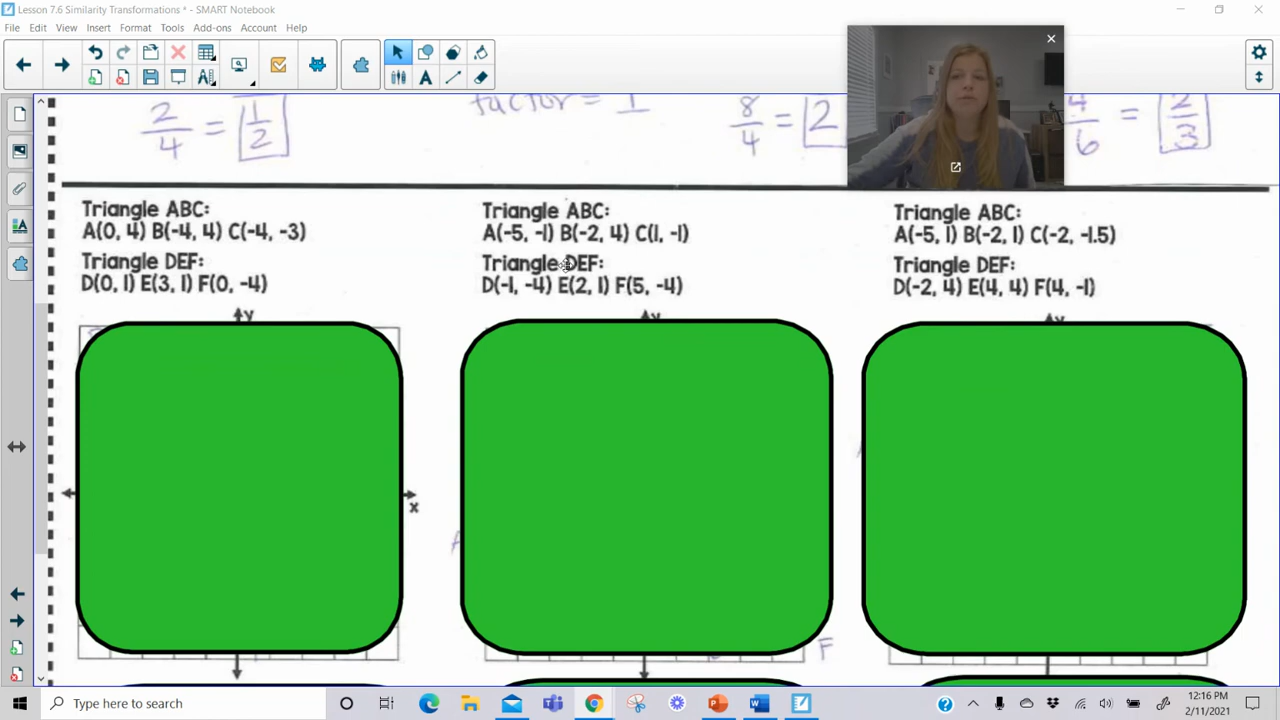 Lesson 7.6 Similarity Transformations * - SMART Notebook
File Edit View Insert Format Tools Add-ons Account Help
2/4 = 1/2
factor = 1
8/4 = 2
4/6 = 2/3
Triangle ABC:
A(0, 4) B(-4, 4) C(-4, -3)
Triangle DEF:
D(0, 1) E(3, 1) F(0, -4)
y
x
Triangle ABC:
A(-5, -1) B(-2, 4) C(1, -1)
Triangle DEF:
D(-1, -4) E(2, 1) F(5, -4)
y
F
Triangle ABC:
A(-5, 1) B(-2, 1) C(-2, -1.5)
Triangle DEF:
D(-2, 4) E(4, 4) F(4, -1)
y
Type here to search
12:16 PM
2/11/2021